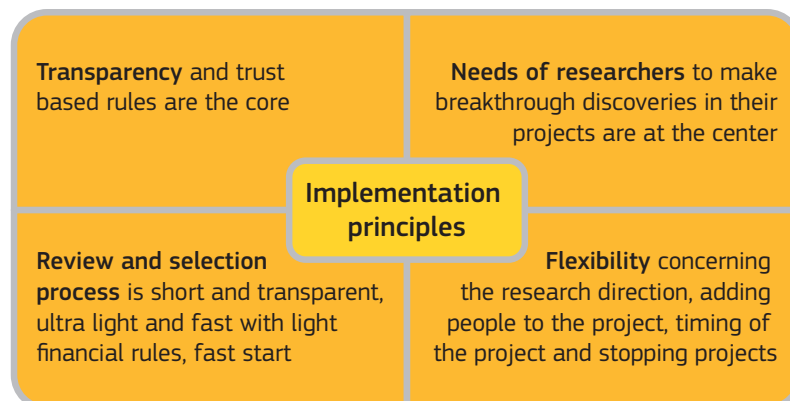 Transparency and trust
based rules are the core
Needs of researchers to make
breakthrough discoveries in their
projects are at the center
Implementation
principles
Review and selection
process is short and transparent,
ultra light and fast with light
financial rules, fast start
Flexibility concerning
the research direction, adding
people to the project, timing of
the project and stopping projects